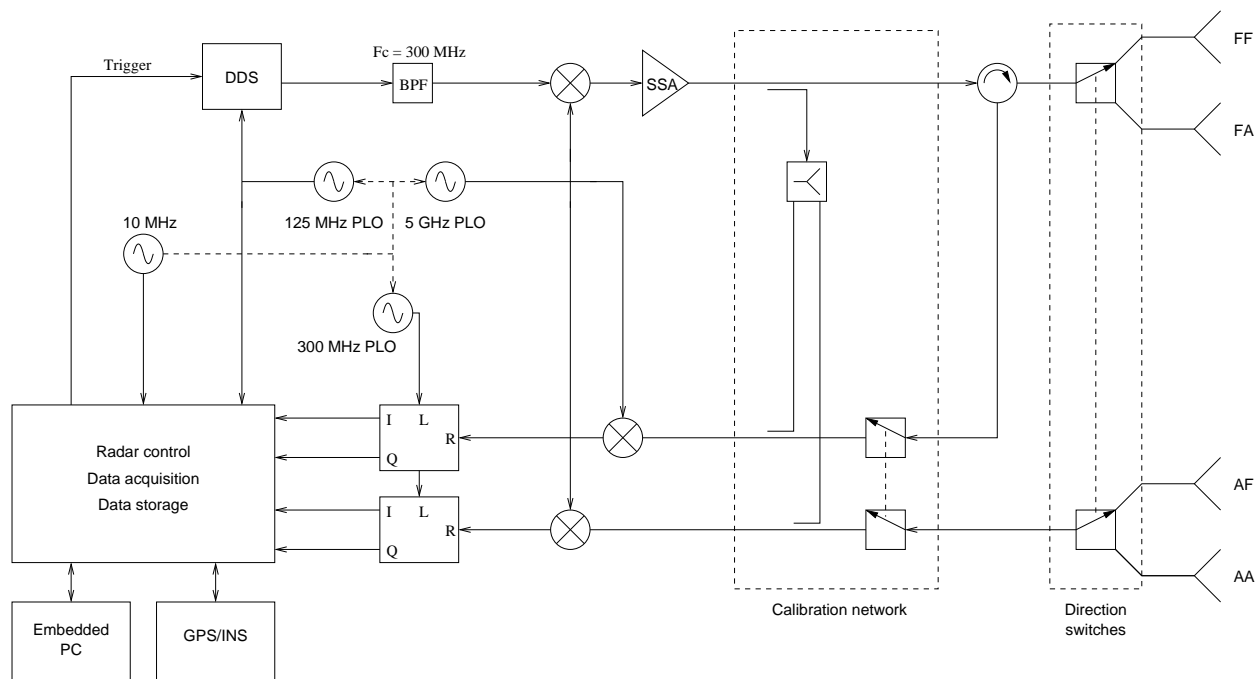 Fc = 300 MHz
FF
Trigger
DDS
BPF
SSA
FA
10 MHz
125 MHz PLO
5 GHz PLO
300 MHz PLO
I
L
R
Q
Radar control
Data acquisition
Data storage
I
L
R
Q
AF
AA
Calibration network
Direction
switches
Embedded
PC
GPS/INS